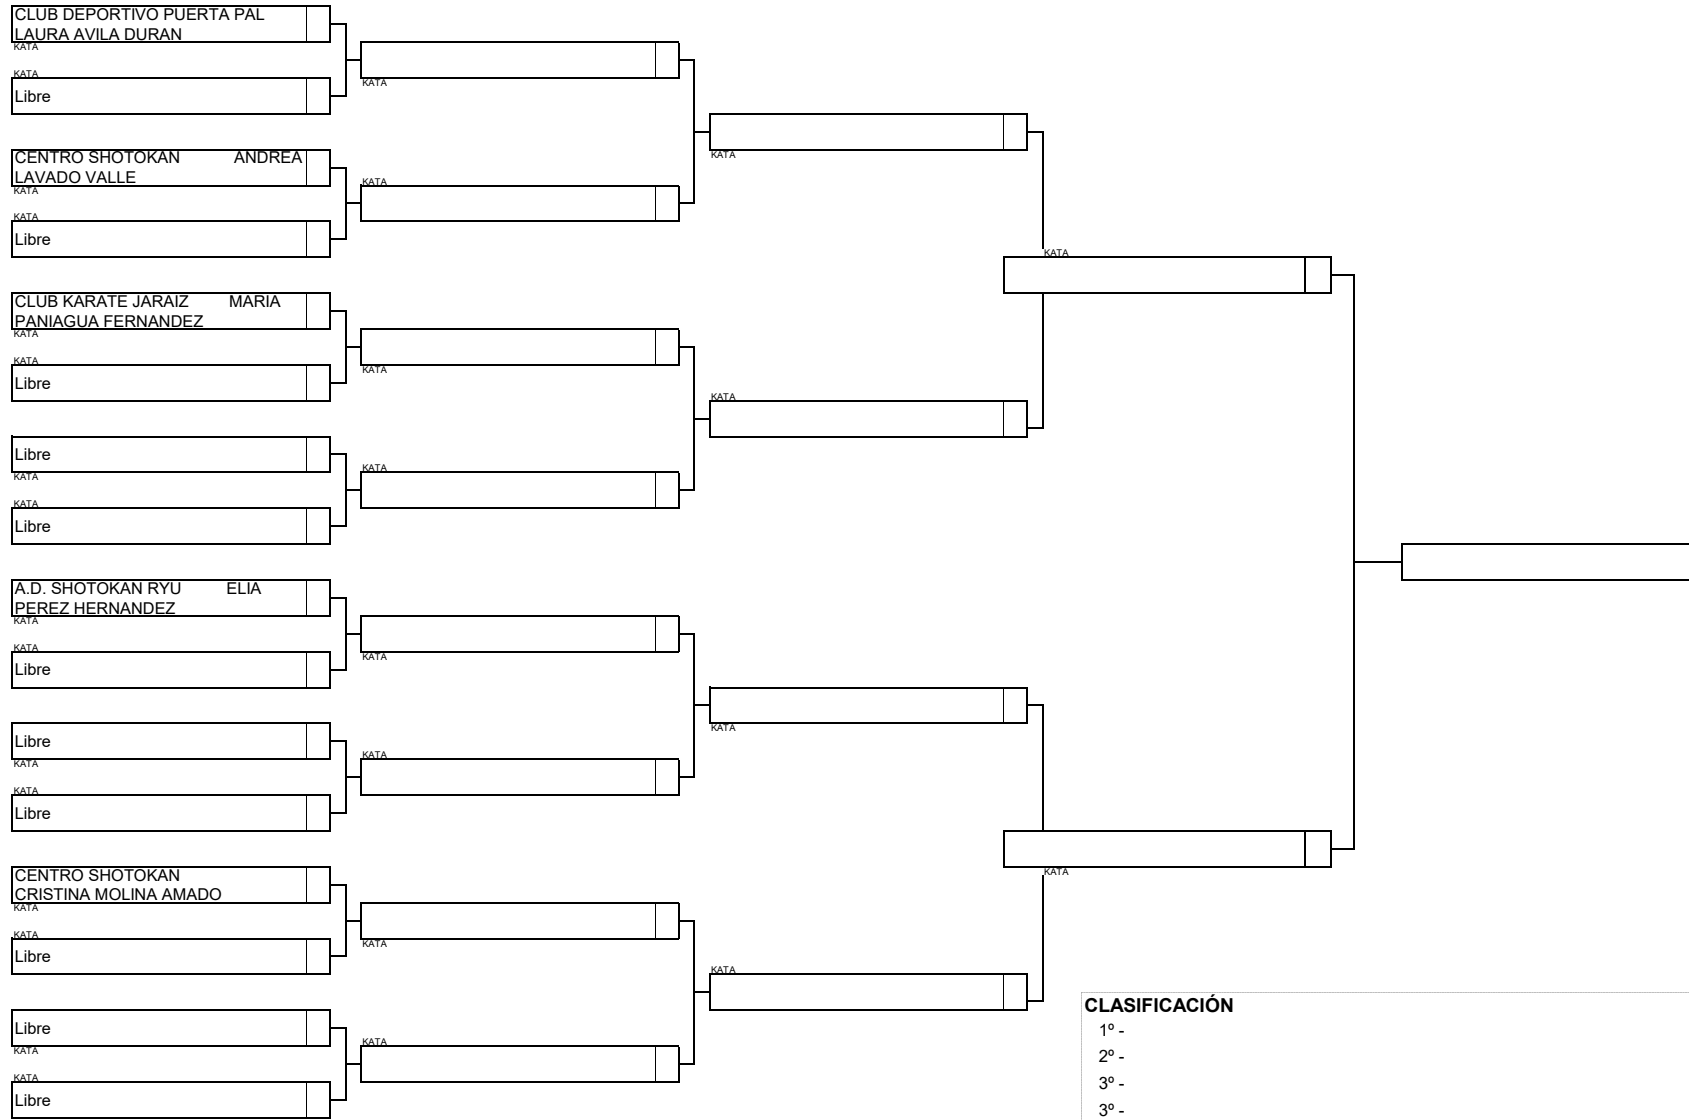 CLUB DEPORTIVO PUERTA PAL
LAURA AVILA DURAN
KATA
KATA
Libre
CENTRO SHOTOKAN ANDREA
LAVADO VALLE
KATA
KATA
Libre
CLUB KARATE JARAIZ MARIA
PANIAGUA FERNANDEZ
KATA
KATA
Libre
Libre
KATA
KATA
Libre
A.D. SHOTOKAN RYU ELIA
PEREZ HERNANDEZ
KATA
KATA
Libre
Libre
KATA
KATA
Libre
CENTRO SHOTOKAN
CRISTINA MOLINA AMADO
KATA
KATA
Libre
Libre
KATA
KATA
Libre
KATA
KATA
KATA
KATA
KATA
KATA
KATA
KATA
KATA
KATA
KATA
KATA
KATA
KATA
CLASIFICACIÓN
1º -
2º -
3º -
3º -